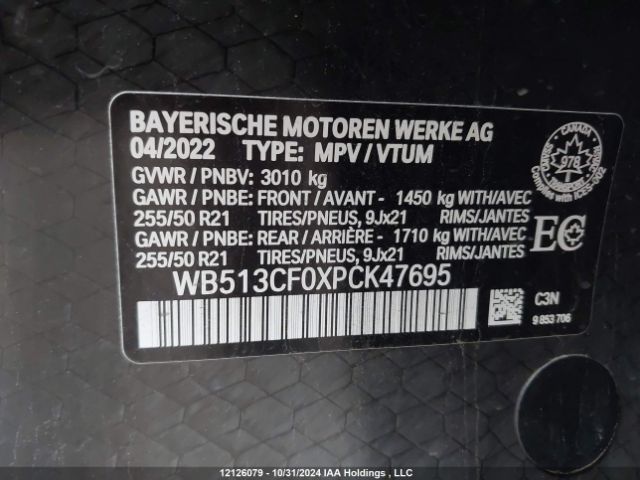 BAYERISCHE MOTOREN WERKE AG
04/2022 TYPE: MPV / VTUM
GVWR / PNBV: 3010 kg
GAWR / PNBE: FRONT / AVANT - 1450 kg WITH/AVEC
255/50 R21 TIRES/PNEUS, 9Jx21 RIMS/JANTES
GAWR / PNBE: REAR / ARRIÈRE - 1710 kg WITH/AVEC
255/50 R21 TIRES/PNEUS, 9Jx21 RIMS/JANTES
WB513CF0XPCK47695
CANADA
978
TRANSPORT
EC
C3N
9 853 706
12126079 - 10/31/2024 IAA Holdings , LLC